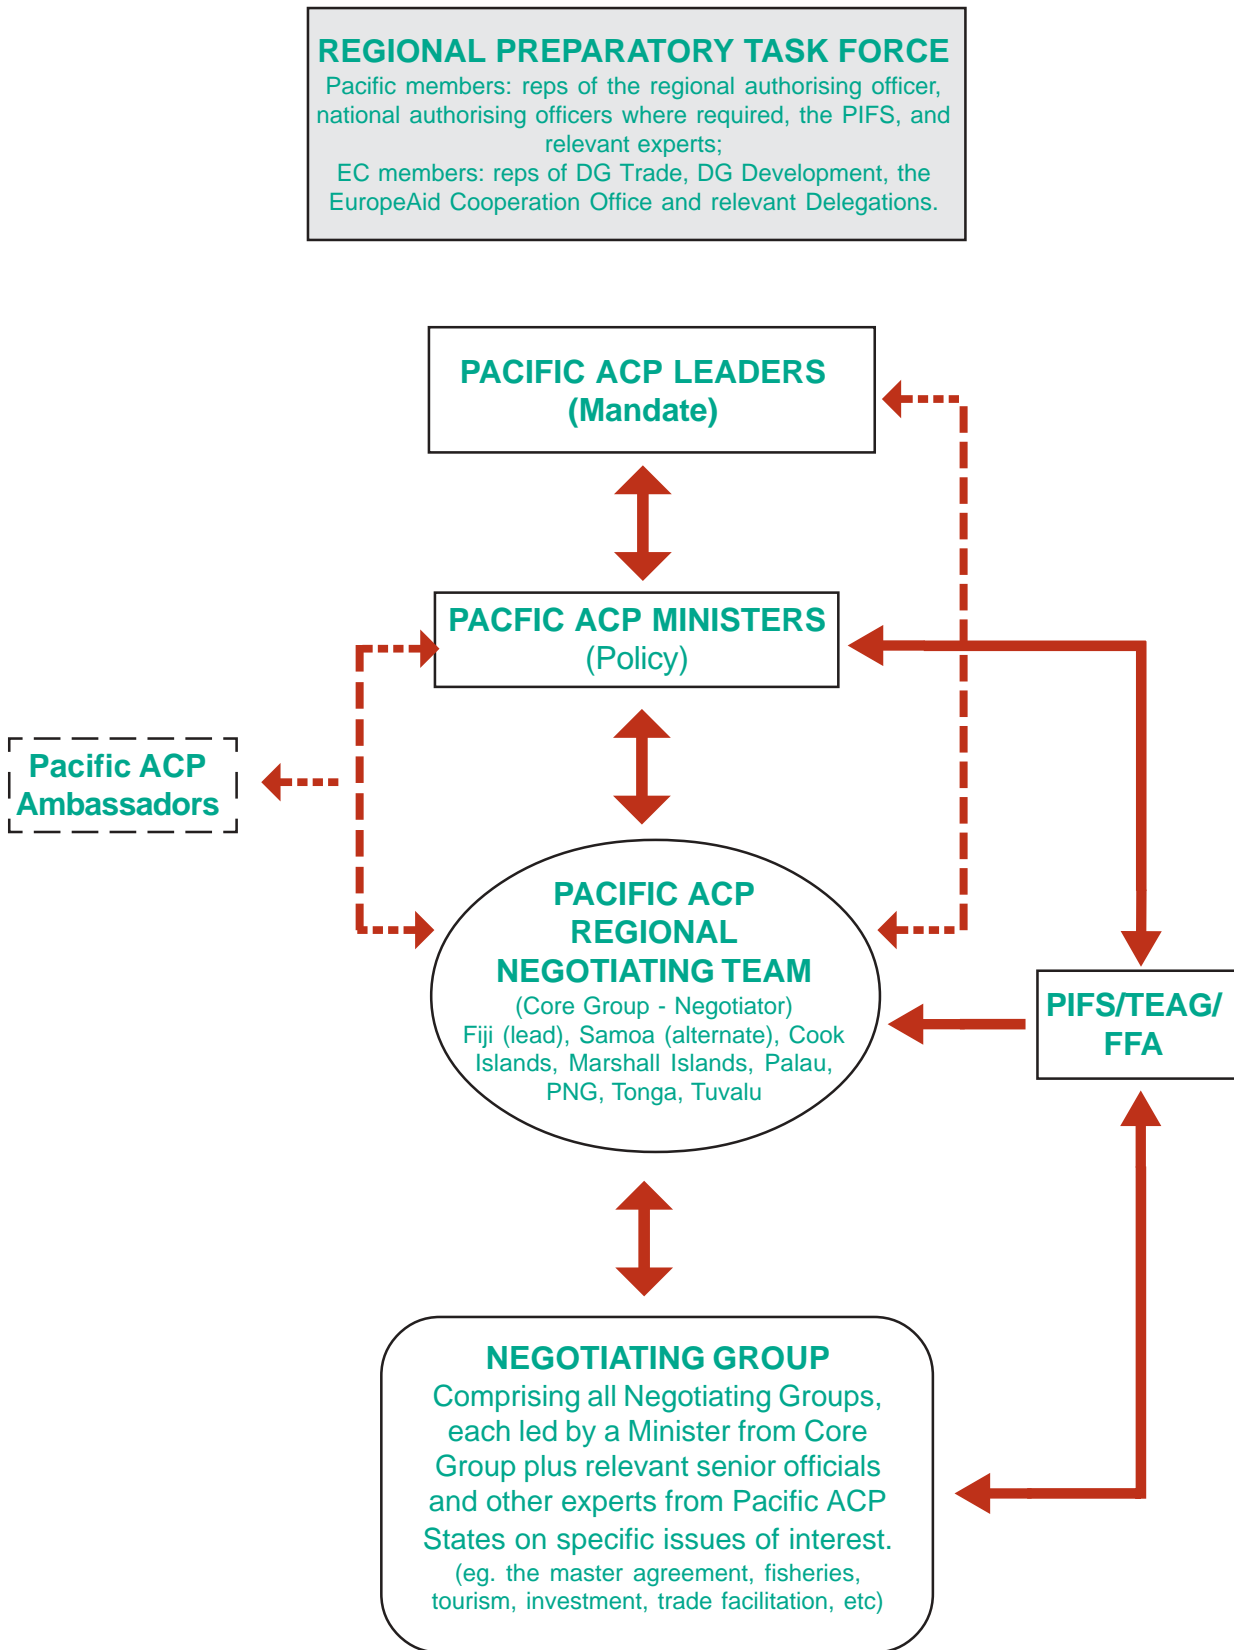 REGIONAL PREPARATORY TASK FORCE
Pacific members: reps of the regional authorising officer,
national authorising officers where required, the PIFS, and
relevant experts;
EC members: reps of DG Trade, DG Development, the
EuropeAid Cooperation Office and relevant Delegations.
PACIFIC ACP LEADERS
(Mandate)
PACFIC ACP MINISTERS
(Policy)
Pacific ACP
Ambassadors
PACIFIC ACP
REGIONAL
NEGOTIATING TEAM
(Core Group - Negotiator)
Fiji (lead), Samoa (alternate), Cook
Islands, Marshall Islands, Palau,
PNG, Tonga, Tuvalu
PIFS/TEAG/
FFA
NEGOTIATING GROUP
Comprising all Negotiating Groups,
each led by a Minister from Core
Group plus relevant senior officials
and other experts from Pacific ACP
States on specific issues of interest.
(eg. the master agreement, fisheries,
tourism, investment, trade facilitation, etc)